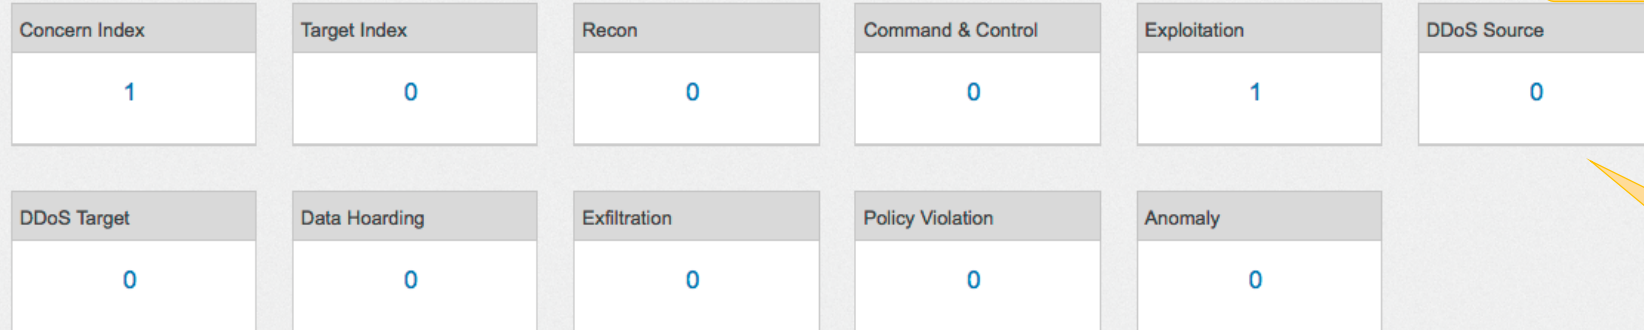 Concern Index Target Index Recon Command & Control Exploitation DDoS Source
1 0 0 0 1 0
DDoS Target Data Hoarding Exfiltration Policy Violation Anomaly
0 0 0 0 0